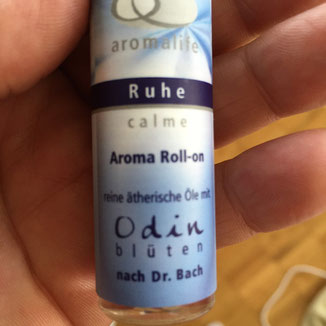 aromalife
Ruhe
calme
Aroma Roll-on
reine ätherische Öle mit
Odin
blüten
nach Dr. Bach